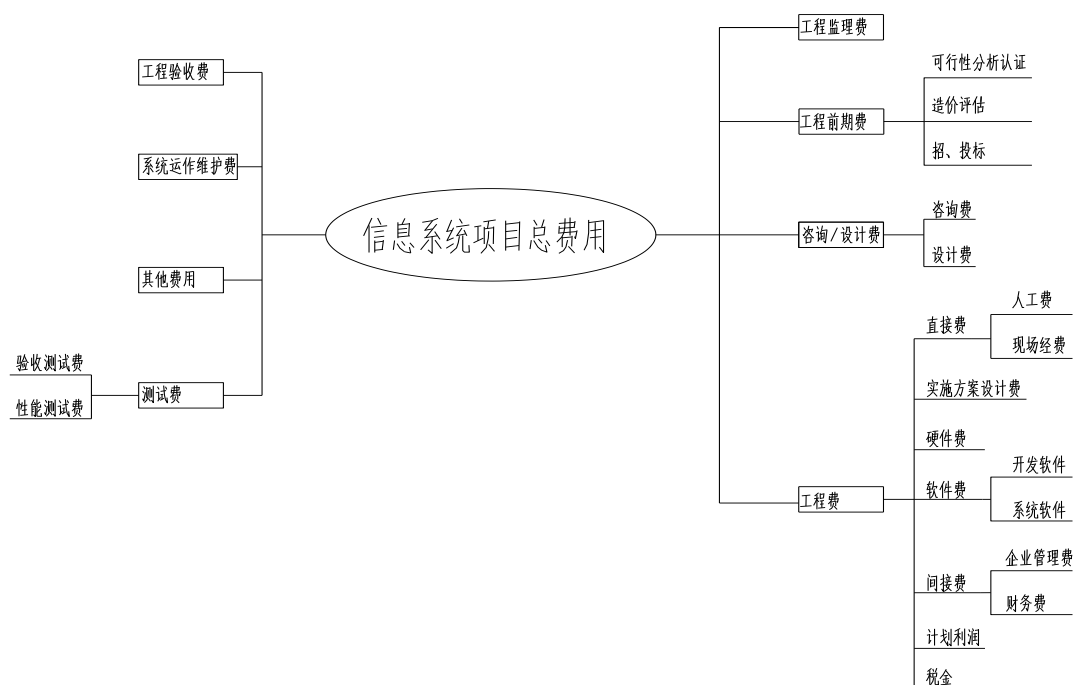 信息系统项目总费用
工程验收费
系统运作维护费
其他费用
测试费
验收测试费
性能测试费
工程监理费
工程前期费
可行性分析认证
造价评估
招、投标
咨询/设计费
咨询费
设计费
工程费
直接费
人工费
现场经费
实施方案设计费
硬件费
软件费
开发软件
系统软件
间接费
企业管理费
财务费
计划利润
税金